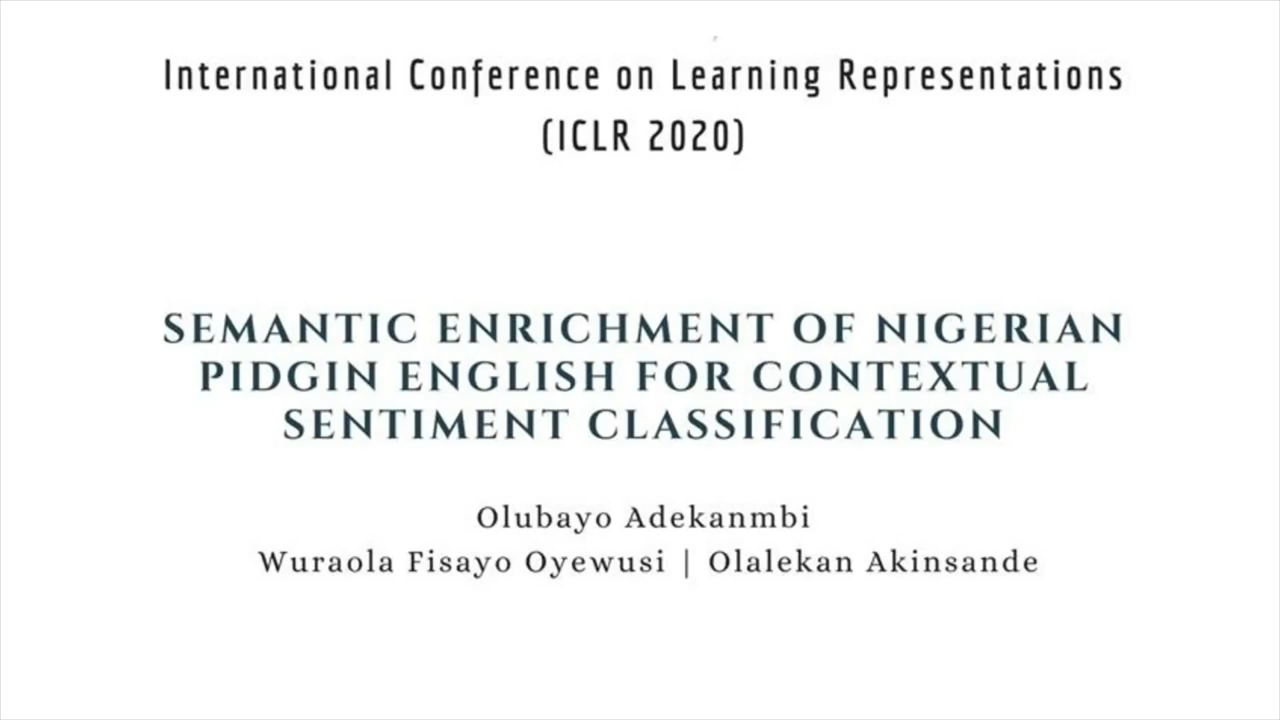 International Conference on Learning Representations
(ICLR 2020)
SEMANTIC ENRICHMENT OF NIGERIAN
PIDGIN ENGLISH FOR CONTEXTUAL
SENTIMENT CLASSIFICATION
Olubayo Adekanmbi
Wuraola Fisayo Oyewusi | Olalekan Akinsande